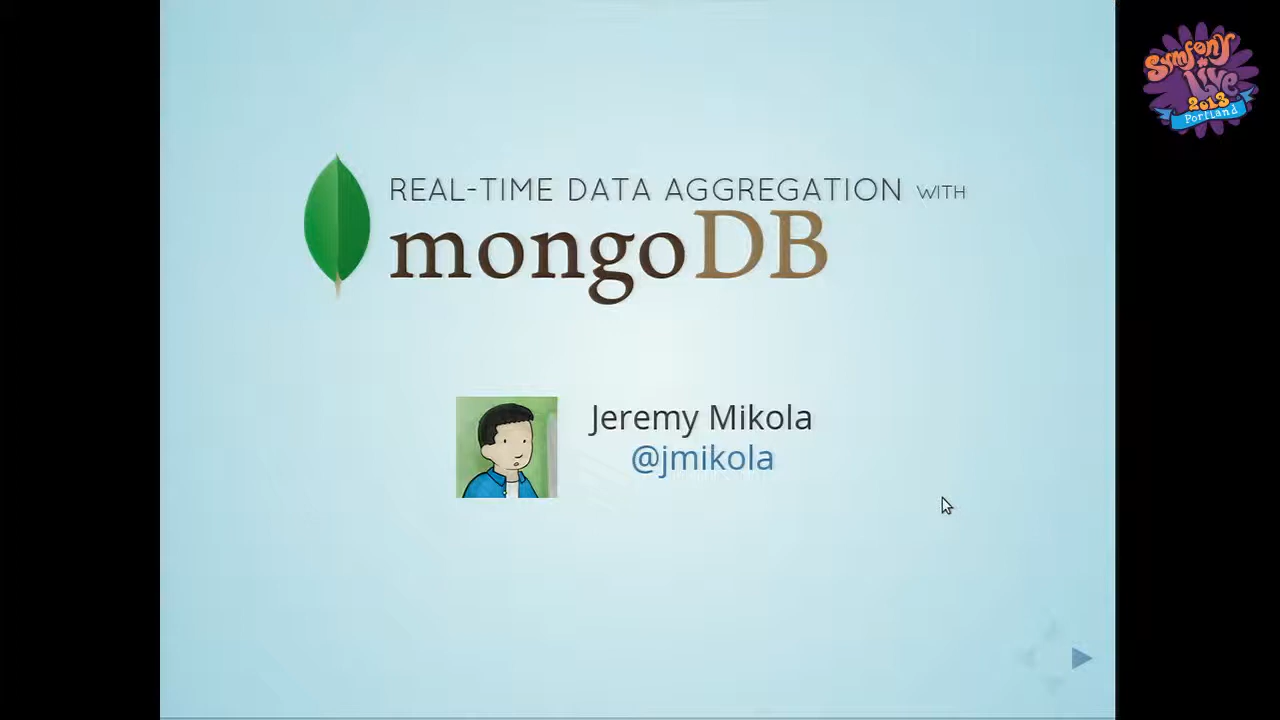 REAL-TIME DATA AGGREGATION WITH
mongoDB
Jeremy Mikola
@jmikola
Symfony
Live
2013
Portland